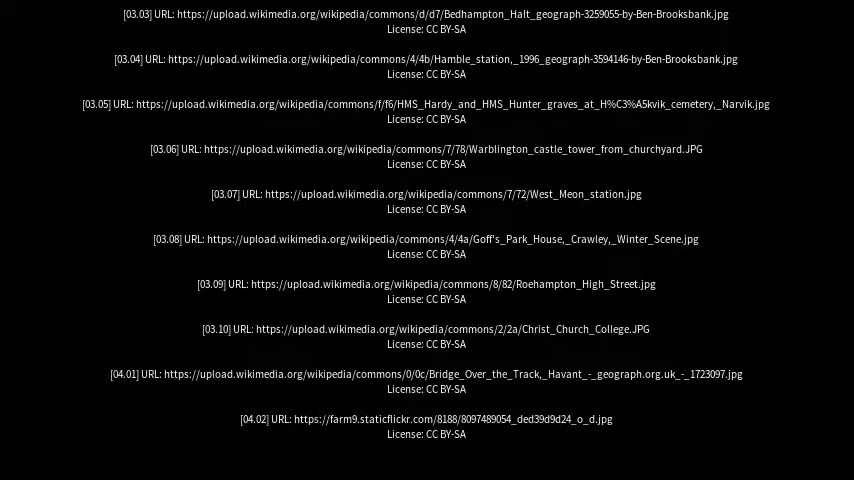 [03.03] URL: https://upload.wikimedia.org/wikipedia/commons/d/d7/Bedhampton_Halt_geograph-3259055-by-Ben-Brooksbank.jpg
License: CC BY-SA
[03.04] URL: https://upload.wikimedia.org/wikipedia/commons/4/4b/Hamble_station,_1996_geograph-3594146-by-Ben-Brooksbank.jpg
License: CC BY-SA
[03.05] URL: https://upload.wikimedia.org/wikipedia/commons/f/f6/HMS_Hardy_and_HMS_Hunter_graves_at_H%C3%A5kvik_cemetery,_Narvik.jpg
License: CC BY-SA
[03.06] URL: https://upload.wikimedia.org/wikipedia/commons/7/78/Warblington_castle_tower_from_churchyard.JPG
License: CC BY-SA
[03.07] URL: https://upload.wikimedia.org/wikipedia/commons/7/72/West_Meon_station.jpg
License: CC BY-SA
[03.08] URL: https://upload.wikimedia.org/wikipedia/commons/4/4a/Goff's_Park_House,_Crawley,_Winter_Scene.jpg
License: CC BY-SA
[03.09] URL: https://upload.wikimedia.org/wikipedia/commons/8/82/Roehampton_High_Street.jpg
License: CC BY-SA
[03.10] URL: https://upload.wikimedia.org/wikipedia/commons/2/2a/Christ_Church_College.JPG
License: CC BY-SA
[04.01] URL: https://upload.wikimedia.org/wikipedia/commons/0/0c/Bridge_Over_the_Track,_Havant_-_geograph.org.uk_-_1723097.jpg
License: CC BY-SA
[04.02] URL: https://farm9.staticflickr.com/8188/8097489054_ded39d9d24_o_d.jpg
License: CC BY-SA